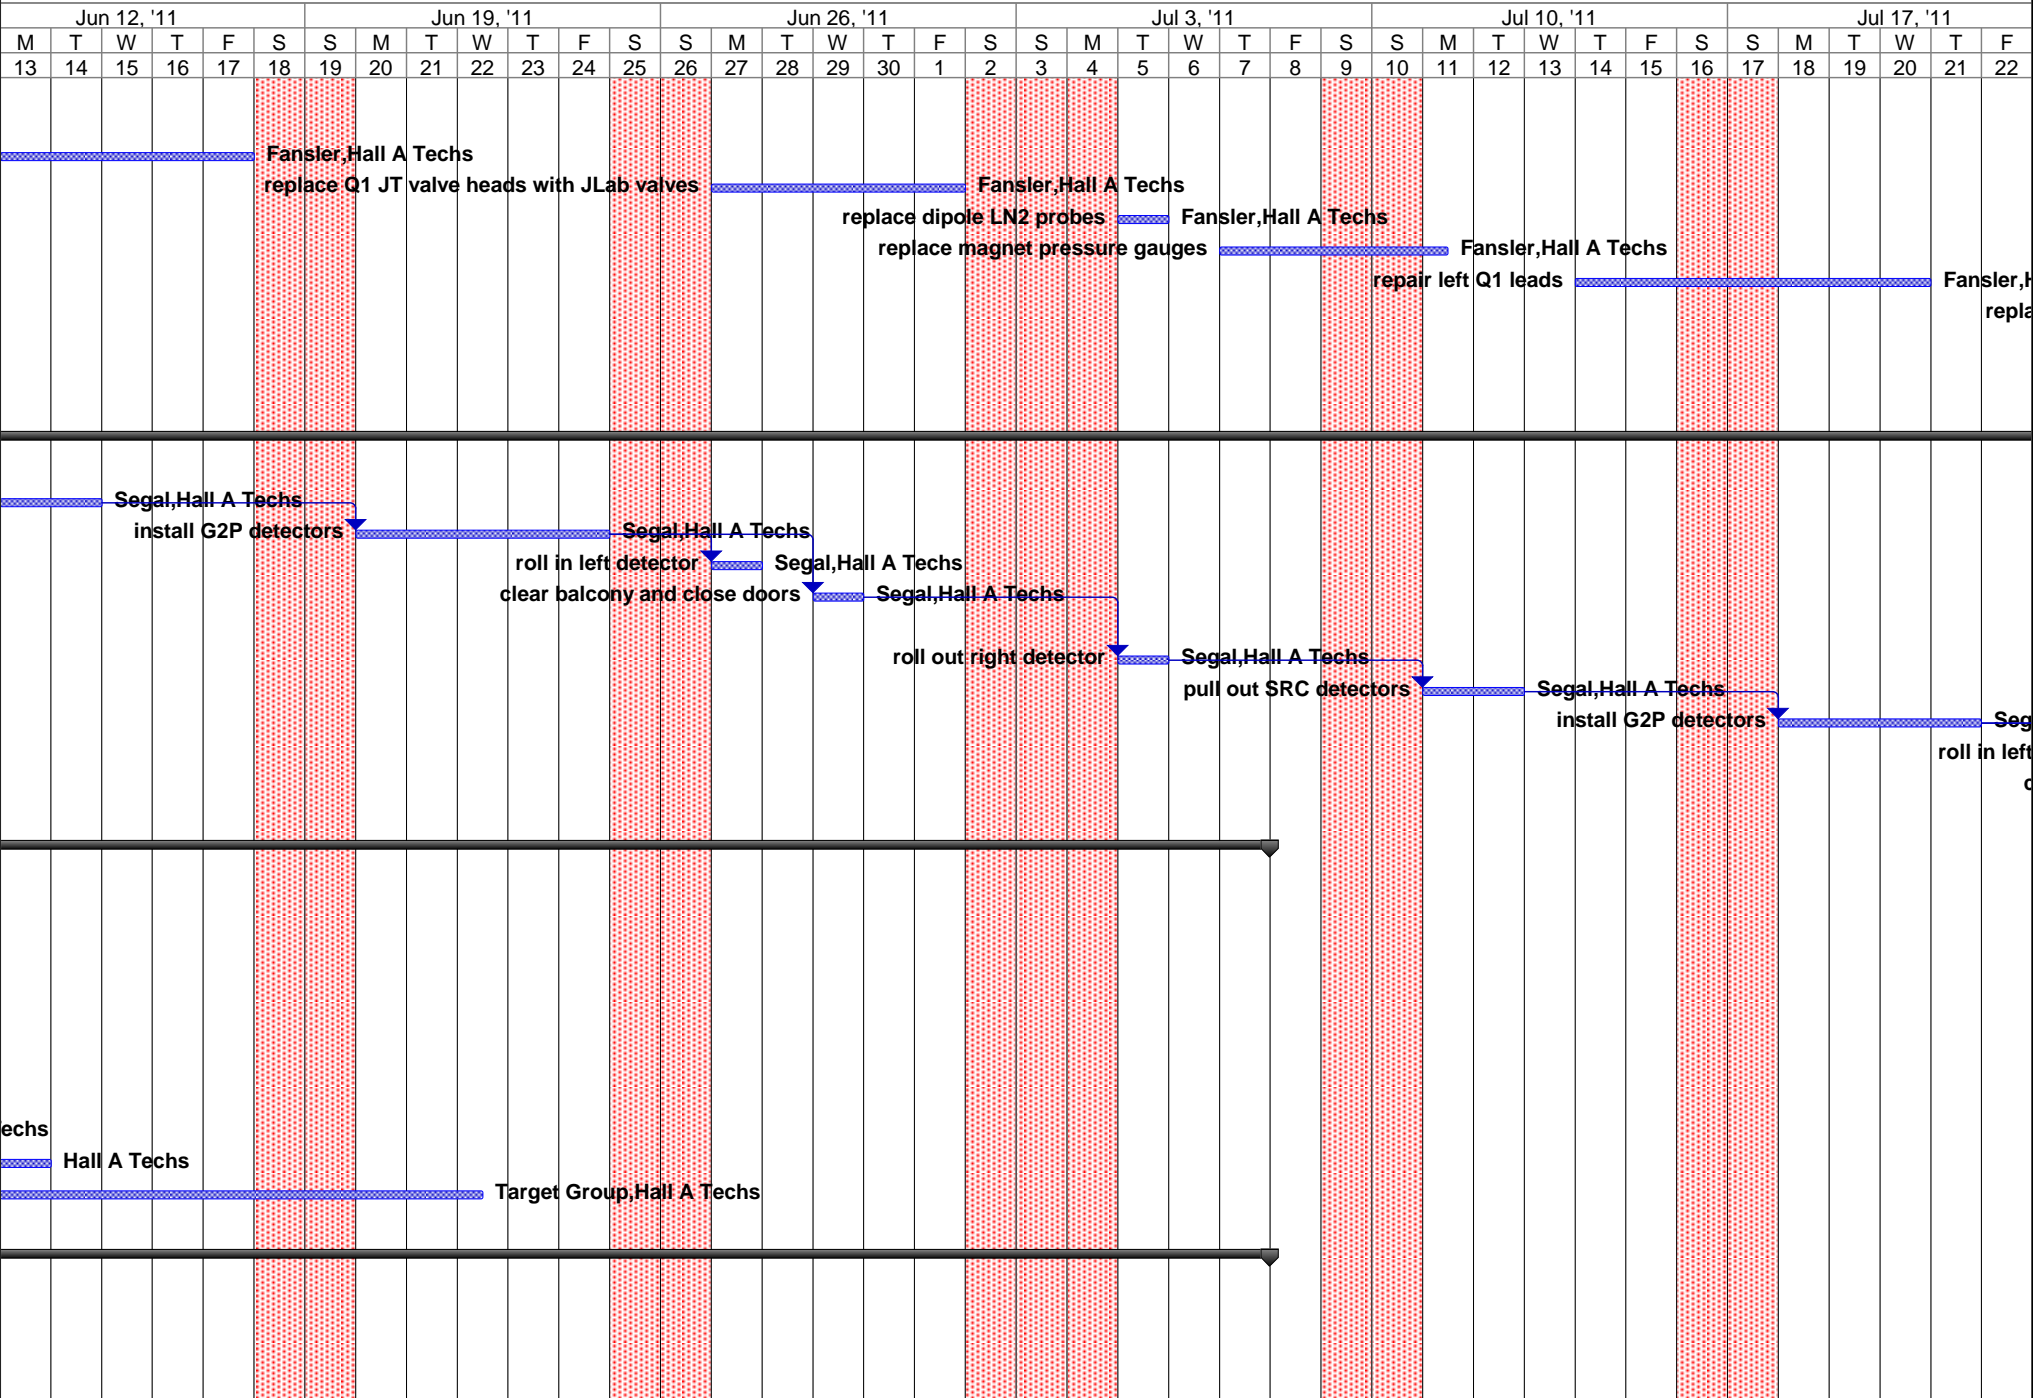 Jun 12, '11 Jun 19, '11 Jun 26, '11 Jul 3, '11 Jul 10, '11 Jul 17, '11
M T W T F S S M T W T F S S M T W T F S S M T W T F S S M T W T F S S M T W T F
13 14 15 16 17 18 19 20 21 22 23 24 25 26 27 28 29 30 1 2 3 4 5 6 7 8 9 10 11 12 13 14 15 16 17 18 19 20 21 22
Fansler,Hall A Techs
replace Q1 JT valve heads with JLab valves Fansler,Hall A Techs
replace dipole LN2 probes Fansler,Hall A Techs
replace magnet pressure gauges Fansler,Hall A Techs
repair left Q1 leads Fansler,H
repla
Segal,Hall A Techs
install G2P detectors Segal,Hall A Techs
roll in left detector Segal,Hall A Techs
clear balcony and close doors Segal,Hall A Techs
roll out right detector Segal,Hall A Techs
pull out SRC detectors Segal,Hall A Techs
install G2P detectors Seg
roll in left
echs
Hall A Techs
Target Group,Hall A Techs